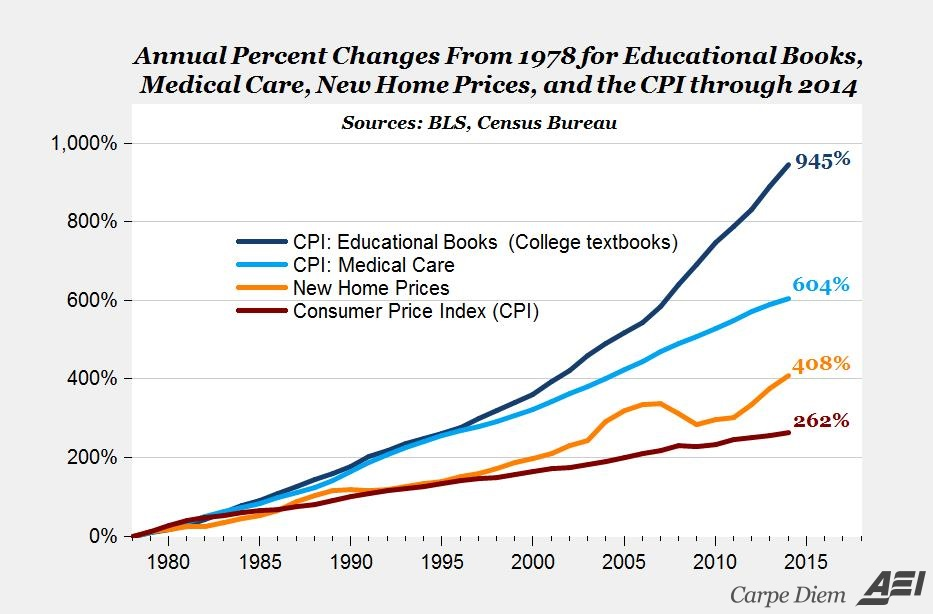 Annual Percent Changes From 1978 for Educational Books,
Medical Care, New Home Prices, and the CPI through 2014
Sources: BLS, Census Bureau
1,000%
945%
800%
CPI: Educational Books (College textbooks)
CPI: Medical Care
604%
New Home Prices
600%
Consumer Price Index (CPI)
408%
400%
262%
200%
0%
1980 1985 1990 1995 2000 2005 2010 2015
Carpe Diem AEI